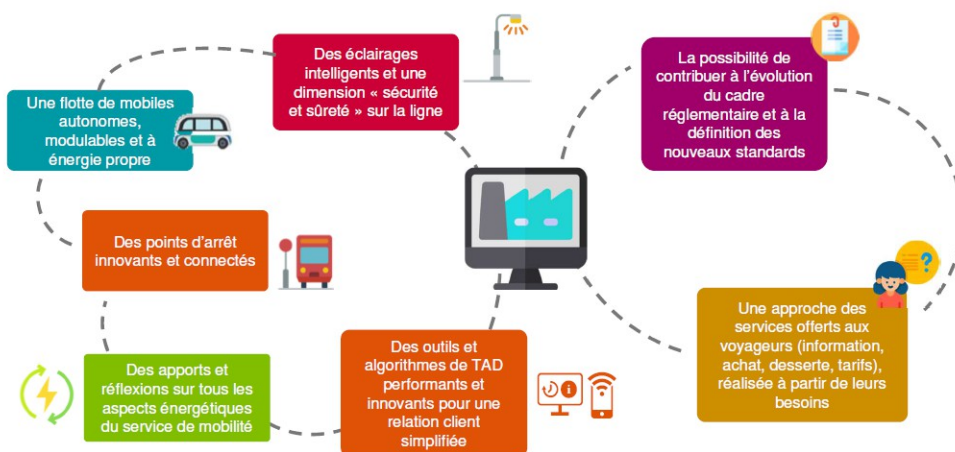 Des éclairages
intelligents et une
dimension « sécurité
et sûreté » sur la ligne
La possibilité de
contribuer à l'évolution
du cadre
réglementaire et à la
définition des
nouveaux standards
Une flotte de mobiles
autonomes,
modulables et à
énergie propre
Des points d'arrêt
innovants et connectés
Une approche des
services offerts aux
voyageurs (information,
achat, desserte, tarifs),
réalisée à partir de leurs
besoins
Des apports et
réflexions sur tous les
aspects énergétiques
du service de mobilité
Des outils et
algorithmes de TAD
performants et
innovants pour une
relation client
simplifiée